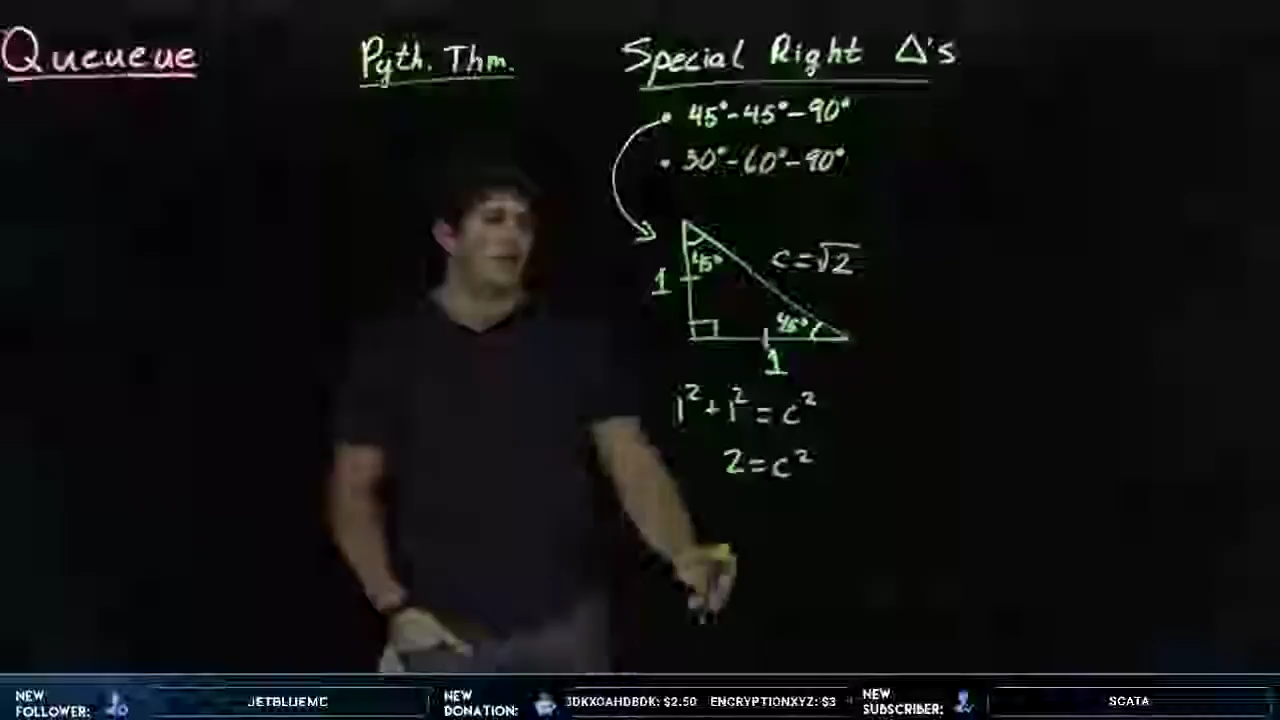 Queueue
Pyth. Thm.
Special Right Δ's
• 45°-45°-90°
• 30°-60°-90°
45°
c=√2
1
45°
1
1²+1²=c²
2=c²
NEW FOLLOWER:
JETBLUEMC
NEW DONATION:
ENCRYPTIONXYZ: $3
NEW SUBSCRIBER:
SCATA